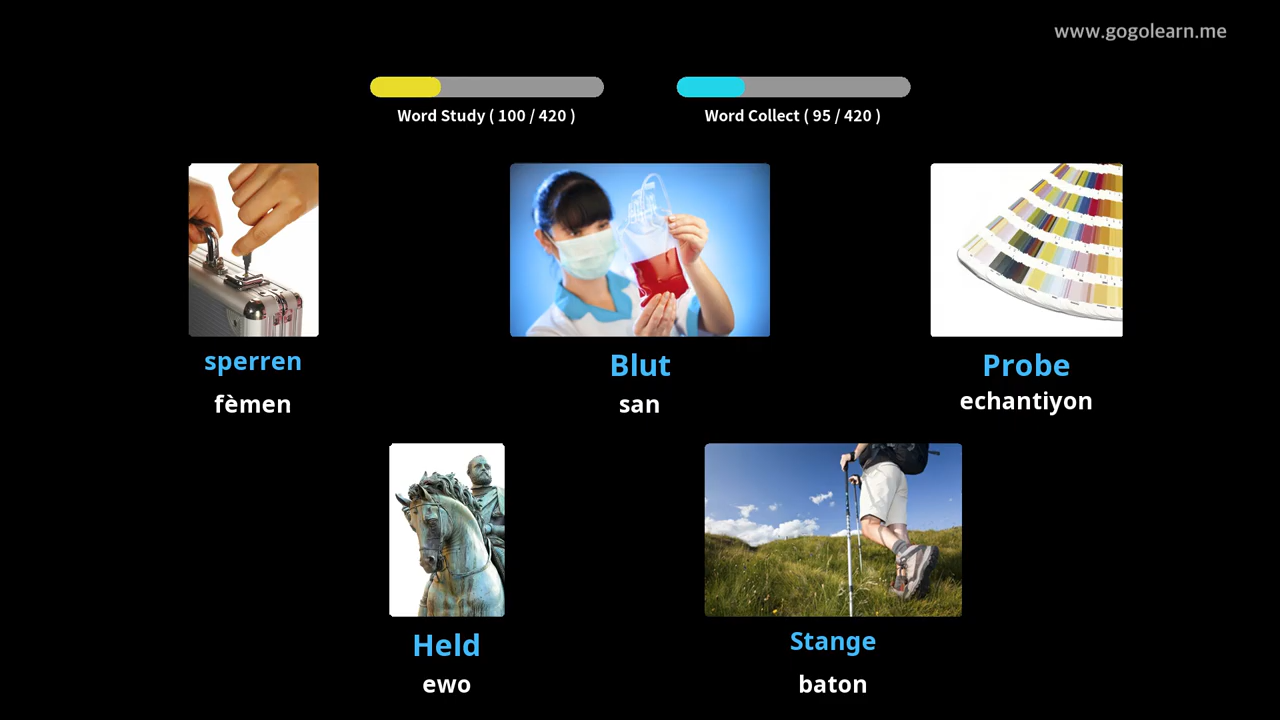 www.gogolearn.me
Word Study ( 100 / 420 )
Word Collect ( 95 / 420 )
sperren
fèmen
Blut
san
Probe
echantiyon
Held
ewo
Stange
baton